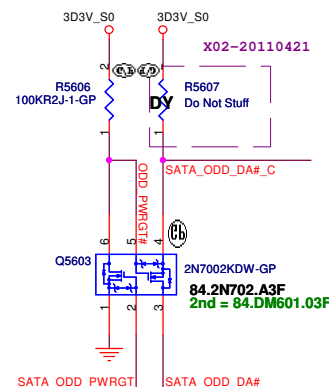 3D3V_S0
3D3V_S0
X02-20110421
2
2
R5606
100KR2J-1-GP
R5607
DY
Do Not Stuff
1
1
ODD_PWRGT#
SATA_ODD_DA#_C
6
5
4
Q5603
2N7002KDW-GP
84.2N702.A3F
2nd = 84.DM601.03F
1
2
3
SATA_ODD_PWRGT
SATA_ODD_DA#